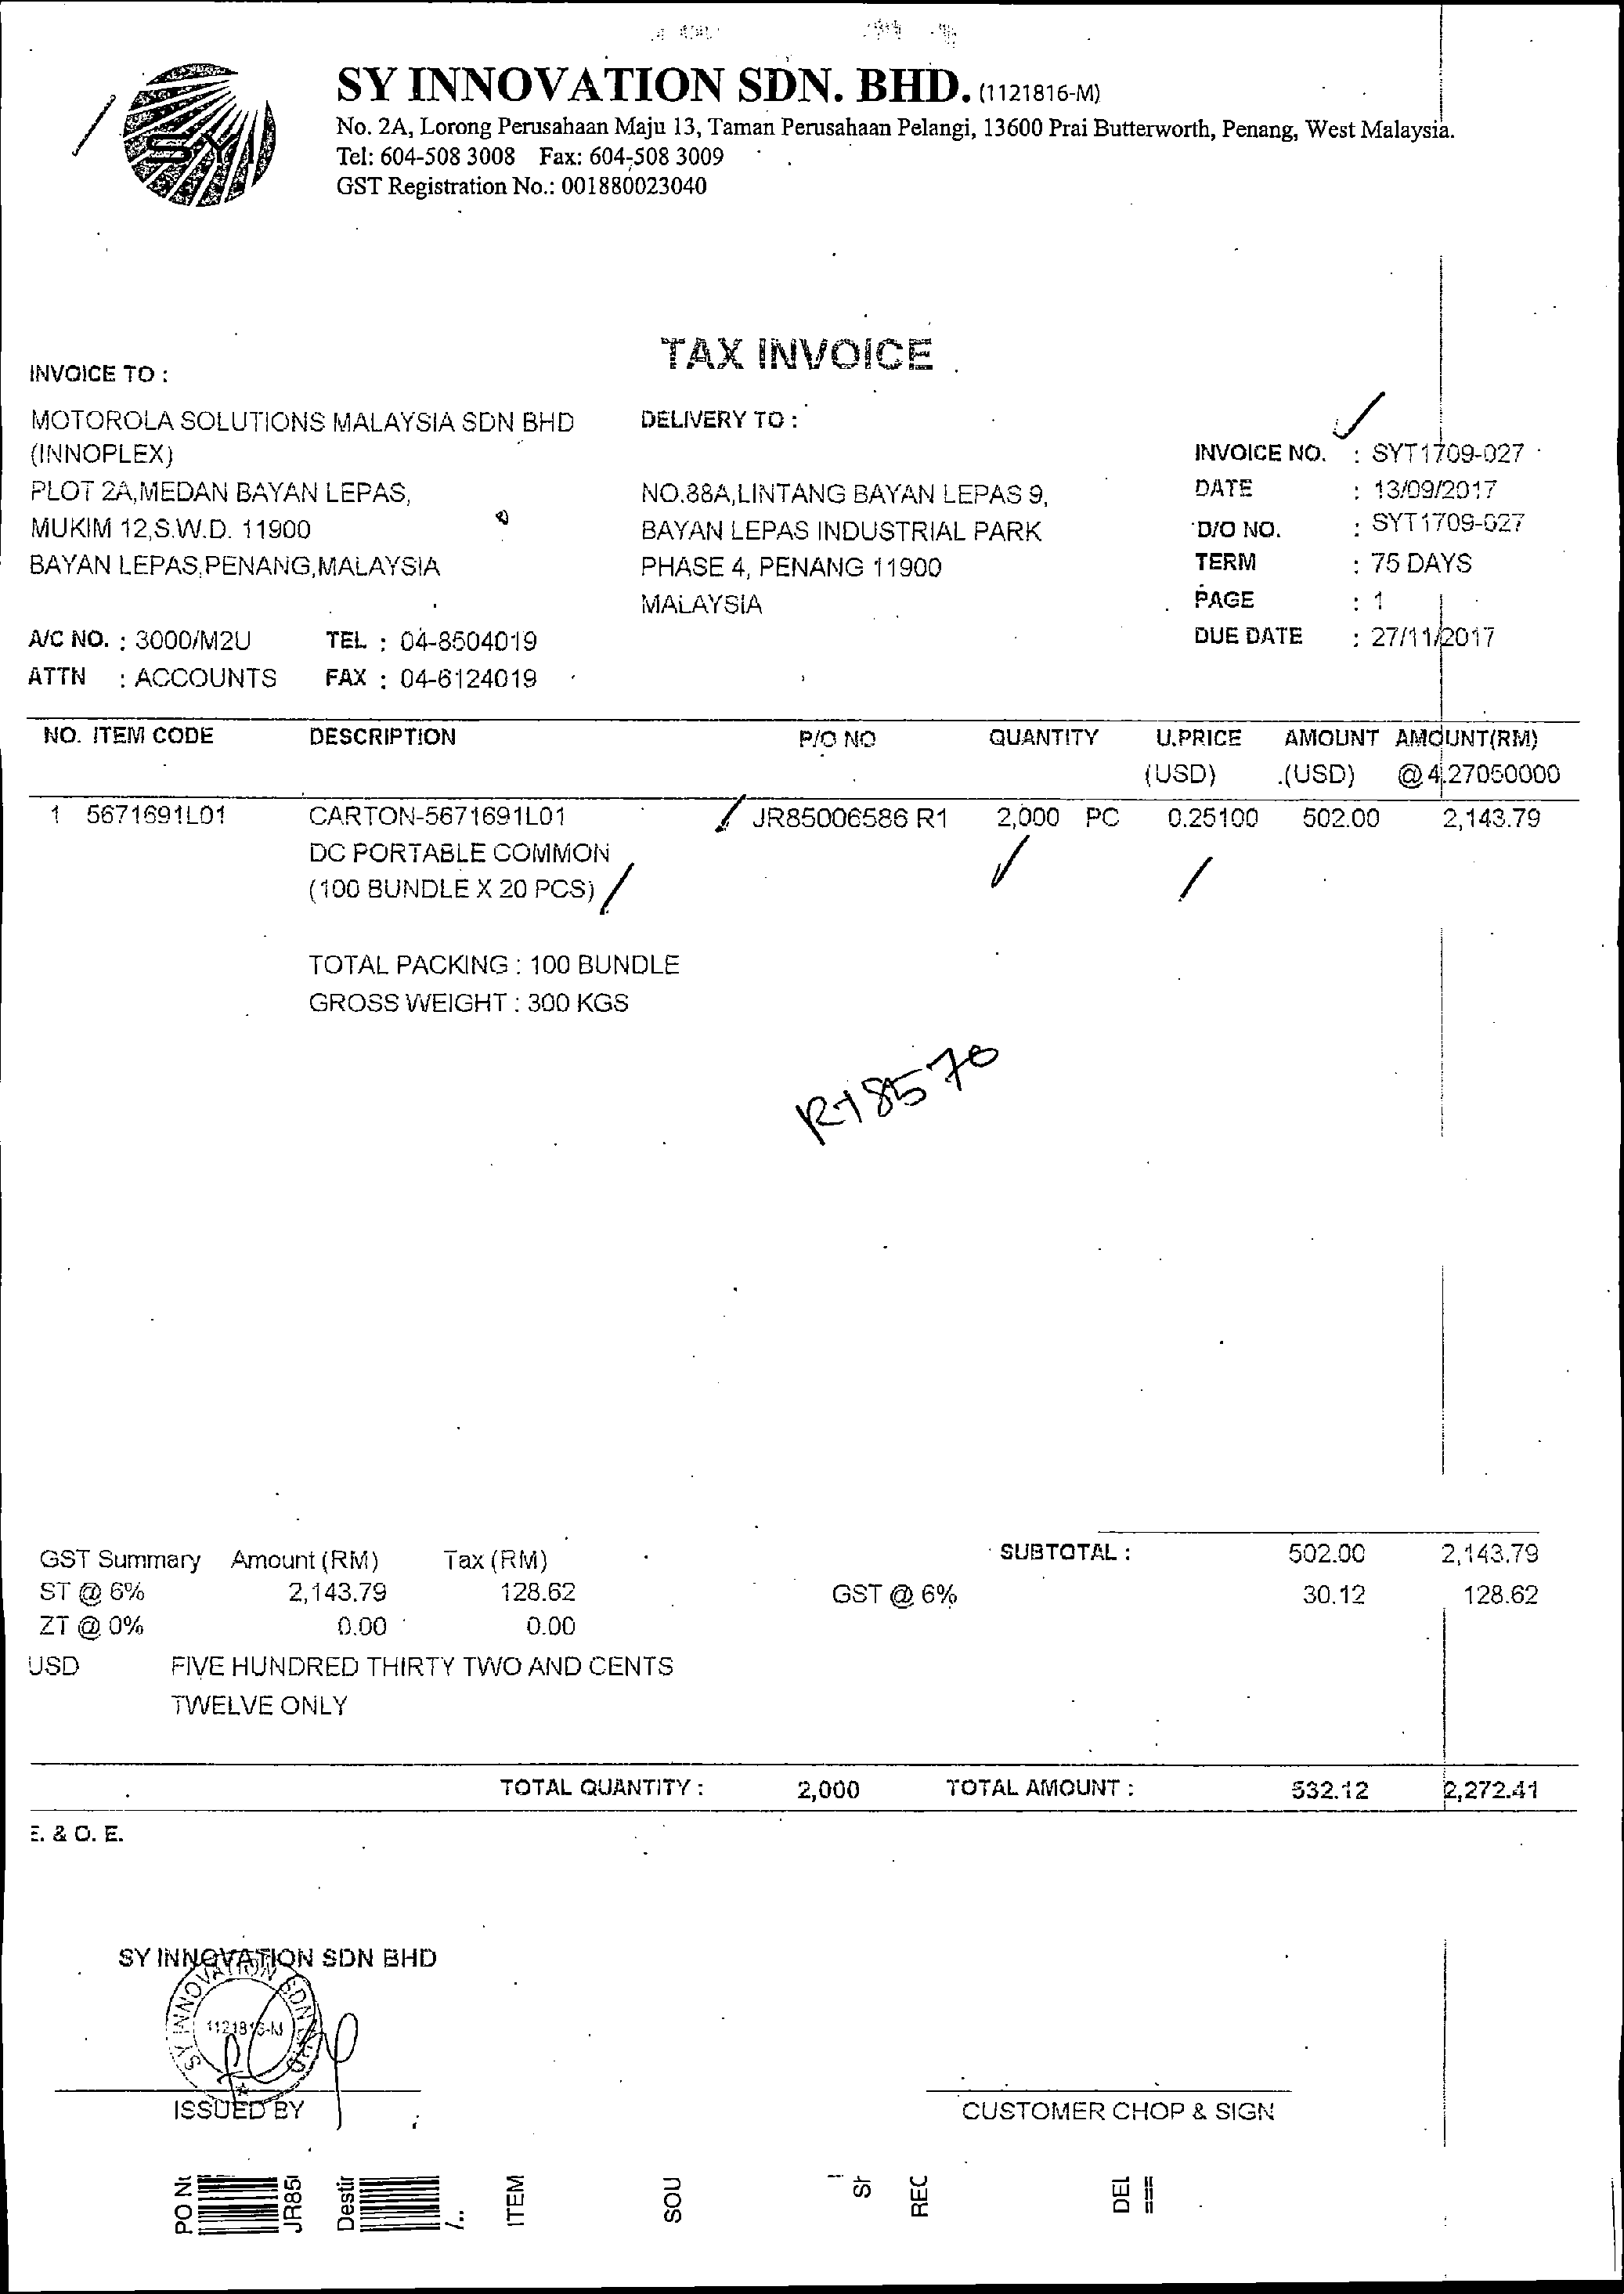 SY INNOVATION SDN. BHD. (1121816-M)
No. 2A, Lorong Perusahaan Maju 13, Taman Perusahaan Pelangi, 13600 Prai Butterworth, Penang, West Malaysia.
Tel: 604-508 3008 Fax: 604-508 3009
GST Registration No.: 001880023040
SY
TAX INVOICE
INVOICE TO :
MOTOROLA SOLUTIONS MALAYSIA SDN BHD
(INNOPLEX)
PLOT 2A,MEDAN BAYAN LEPAS,
MUKIM 12,S.W.D. 11900
BAYAN LEPAS,PENANG,MALAYSIA
A/C NO. : 3000/M2U TEL : 04-8504019
ATTN : ACCOUNTS FAX : 04-6124019
DELIVERY TO :
NO.88A,LINTANG BAYAN LEPAS 9,
BAYAN LEPAS INDUSTRIAL PARK
PHASE 4, PENANG 11900
MALAYSIA
INVOICE NO. : SYT1709-027
DATE : 13/09/2017
D/O NO. : SYT1709-027
TERM : 75 DAYS
PAGE : 1
DUE DATE : 27/11/2017
NO. ITEM CODE DESCRIPTION P/O NO QUANTITY U.PRICE AMOUNT AMOUNT(RM)
(USD) (USD) @4.27050000
1 5671691L01 CARTON-5671691L01 JR85006586 R1 2,000 PC 0.25100 502.00 2,143.79
DC PORTABLE COMMON
(100 BUNDLE X 20 PCS)
TOTAL PACKING : 100 BUNDLE
GROSS WEIGHT : 300 KGS
GST Summary Amount (RM) Tax (RM) SUBTOTAL : 502.00 2,143.79
ST @ 6% 2,143.79 128.62 GST @ 6% 30.12 128.62
ZT @ 0% 0.00 0.00
USD FIVE HUNDRED THIRTY TWO AND CENTS
TWELVE ONLY
TOTAL QUANTITY : 2,000 TOTAL AMOUNT : 532.12 2,272.41
E. & O. E.
SY INNOVATION SDN BHD
SY INNOVATION SDN BHD
1121816-M
ISSUED BY CUSTOMER CHOP & SIGN
PO N
JR85
Destir
ITEM
SOU
REC
DEL